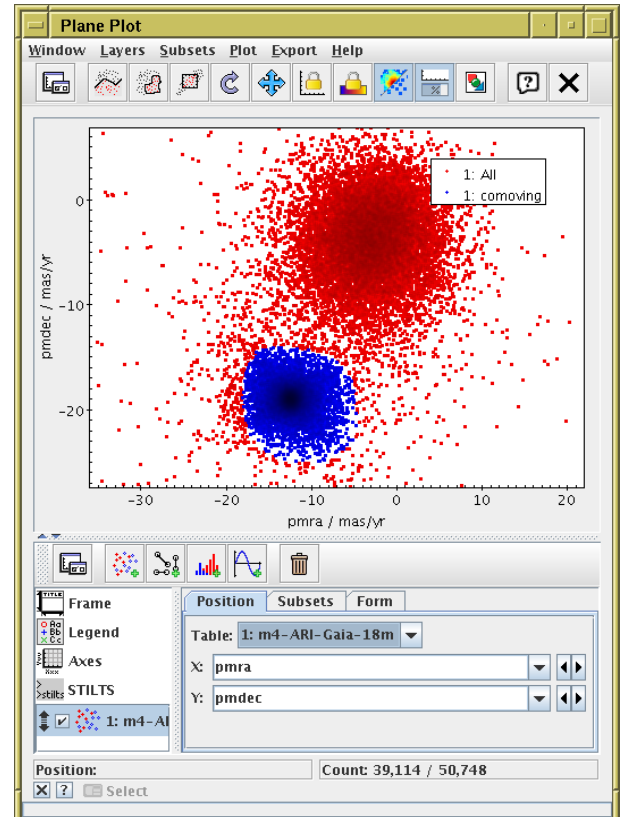 Plane Plot
Window Layers Subsets Plot Export Help
1: All
1: comoving
0
-10
-20
pmdec / mas/yr
-30 -20 -10 0 10 20
pmra / mas/yr
Frame
Legend
Axes
STILTS
1: m4-AI
Position Subsets Form
Table: 1: m4-ARI-Gaia-18m
X: pmra
Y: pmdec
Position: Count: 39,114 / 50,748
Select